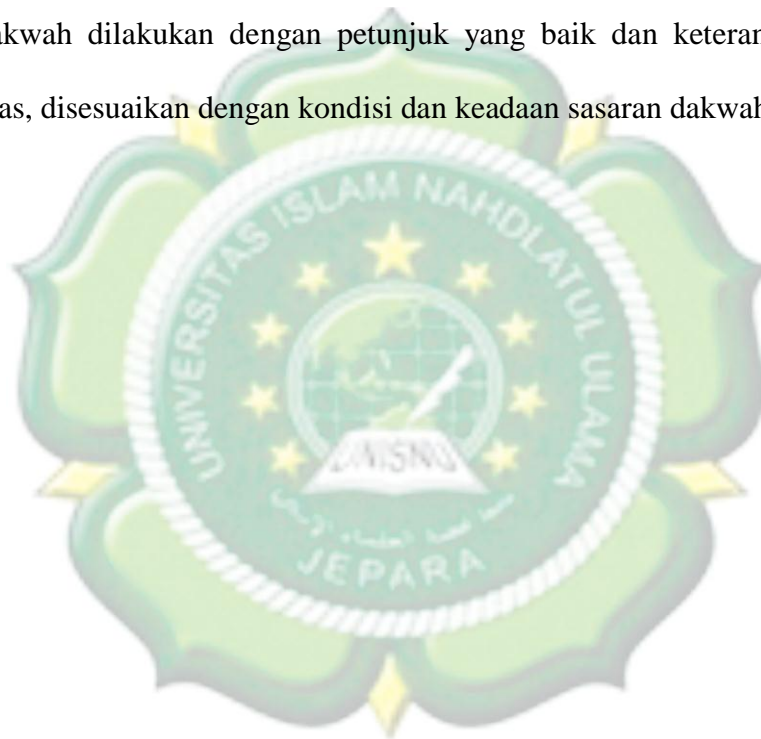 akwah dilakukan dengan petunjuk yang baik dan keteran
as, disesuaikan dengan kondisi dan keadaan sasaran dakwah
UNIVERSITAS ISLAM NAHDLATUL ULAMA
UNISNU
JEPARA